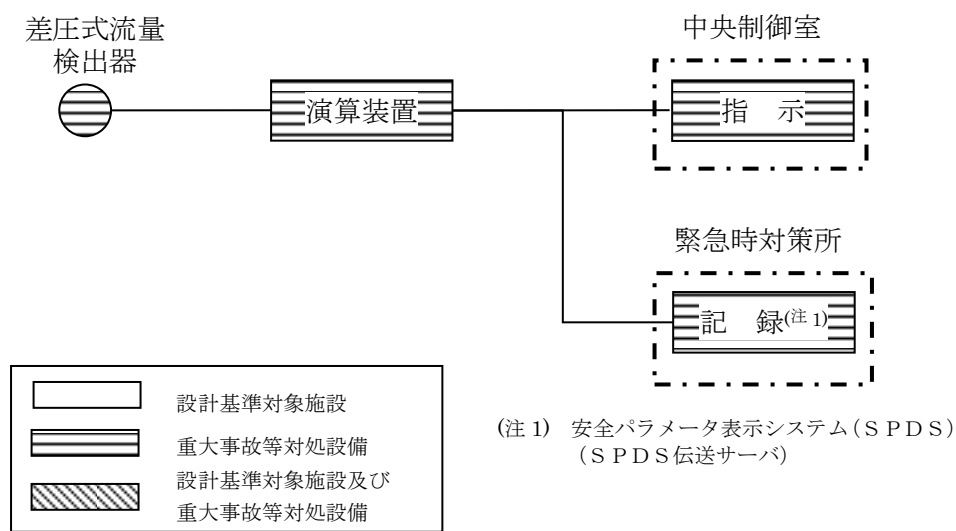 差圧式流量
検出器
演算装置
中央制御室
指 示
緊急時対策所
記 録(注 1)
設計基準対象施設
重大事故等対処設備
設計基準対象施設及び
重大事故等対処設備
(注 1) 安全パラメータ表示システム(SPDS)
(SPDS伝送サーバ)